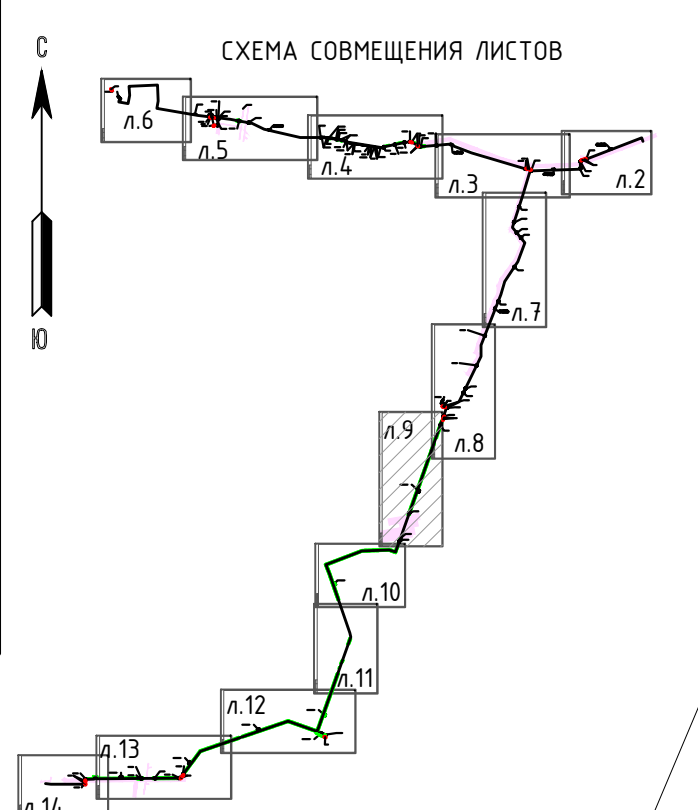 С
СХЕМА СОВМЕЩЕНИЯ ЛИСТОВ
л.6
л.5
л.4
л.3
л.2
Ю
л.7
л.9
л.8
л.10
л.11
л.12
л.13
л.14